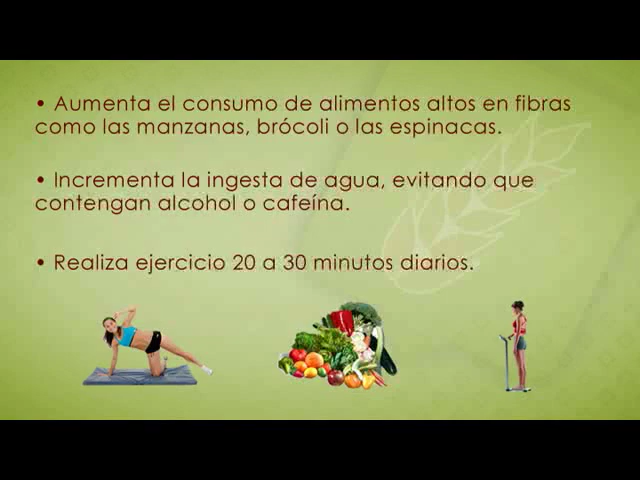 • Aumenta el consumo de alimentos altos en fibras
como las manzanas, brócoli o las espinacas.
• Incrementa la ingesta de agua, evitando que
contengan alcohol o cafeína.
• Realiza ejercicio 20 a 30 minutos diarios.